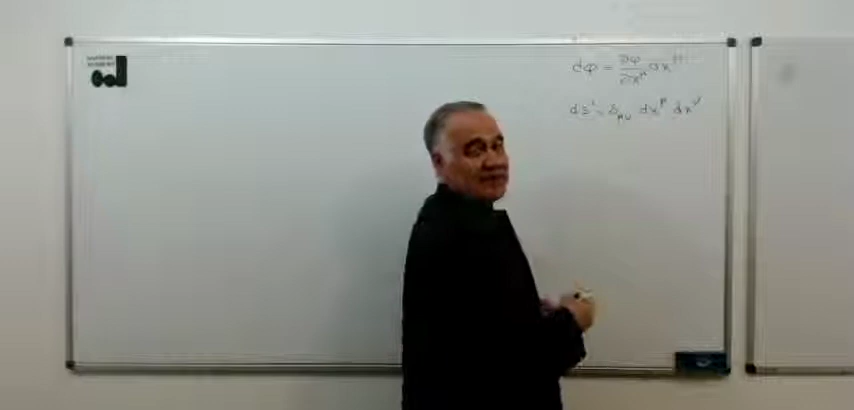 dφ = ∂φ/∂x^μ dx^μ
ds² = δ_μν dx^μ dx^ν